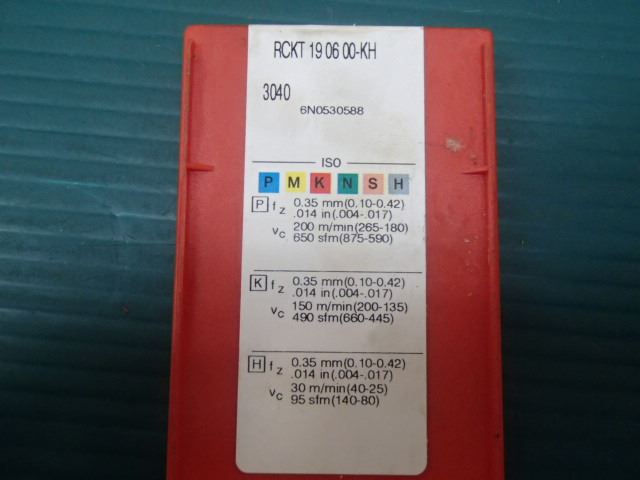 RCKT 19 06 00-KH
3040
6N0530588
ISO
P M K N S H
P fz 0.35 mm(0.10-0.42)
.014 in(.004-.017)
vc 200 m/min(265-180)
650 sfm(875-590)
K fz 0.35 mm(0.10-0.42)
.014 in(.004-.017)
vc 150 m/min(200-135)
490 sfm(660-445)
H fz 0.35 mm(0.10-0.42)
.014 in(.004-.017)
vc 30 m/min(40-25)
95 sfm(140-80)